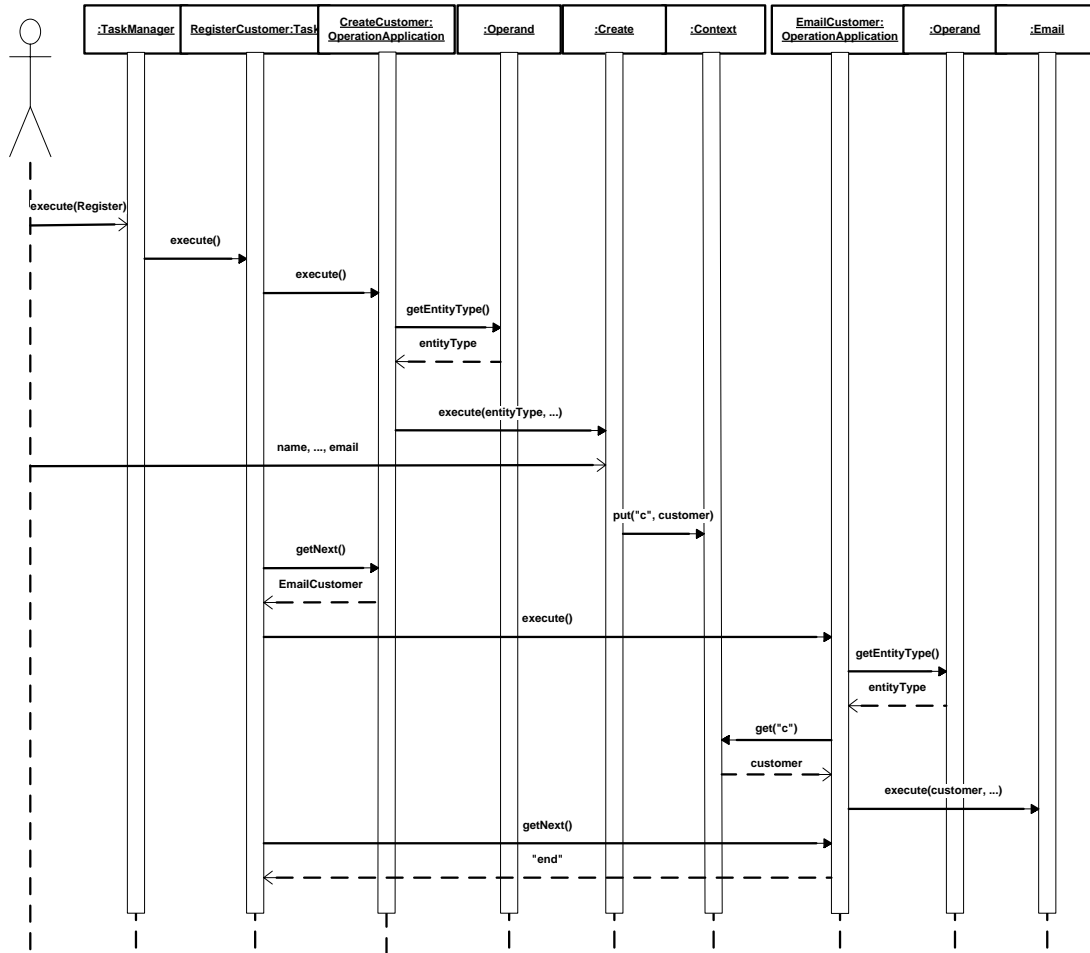 :TaskManager
RegisterCustomer:Task
CreateCustomer:
OperationApplication
:Operand
:Create
:Context
EmailCustomer:
OperationApplication
:Operand
:Email
execute(Register)
execute()
execute()
getEntityType()
entityType
execute(entityType, ...)
name, ..., email
put("c", customer)
getNext()
EmailCustomer
execute()
getEntityType()
entityType
get("c")
customer
execute(customer, ...)
getNext()
"end"